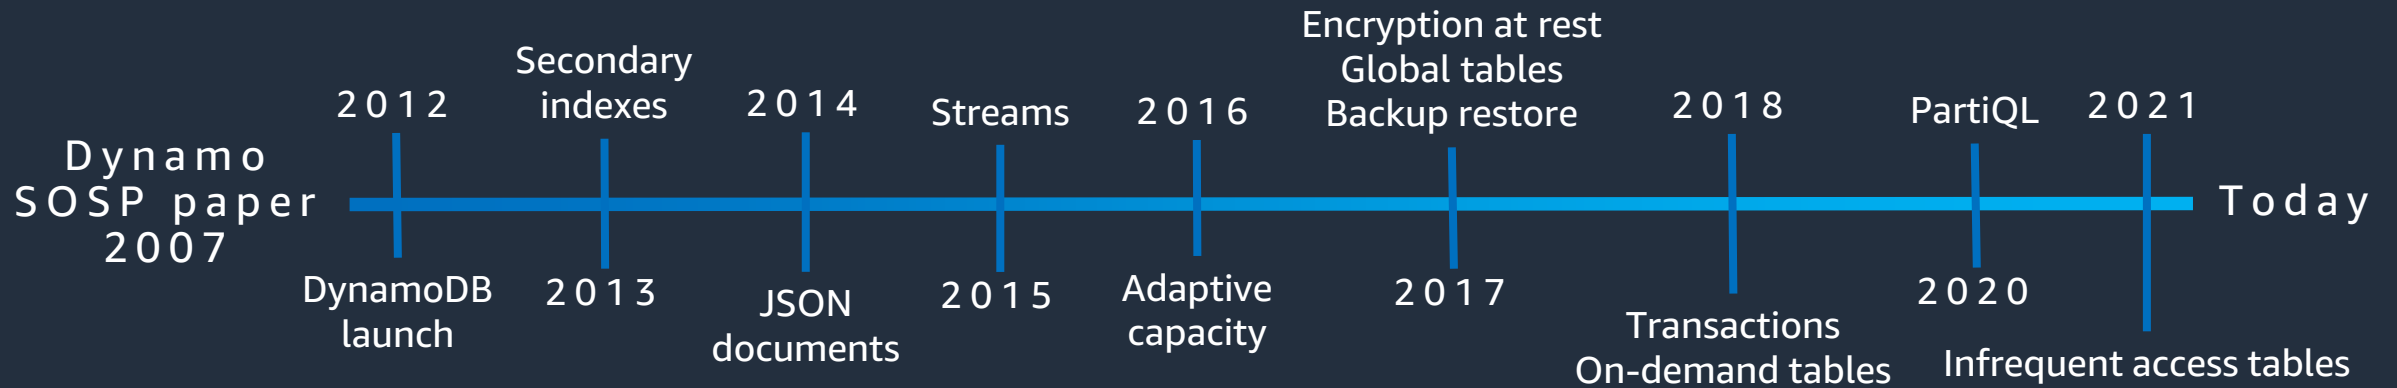 Dynamo
SOSP paper
2007
2012
DynamoDB
launch
Secondary
indexes
2013
2014
JSON
documents
Streams
2015
2016
Adaptive
capacity
Encryption at rest
Global tables
Backup restore
2017
2018
Transactions
On-demand tables
PartiQL
2020
2021
Infrequent access tables
Today